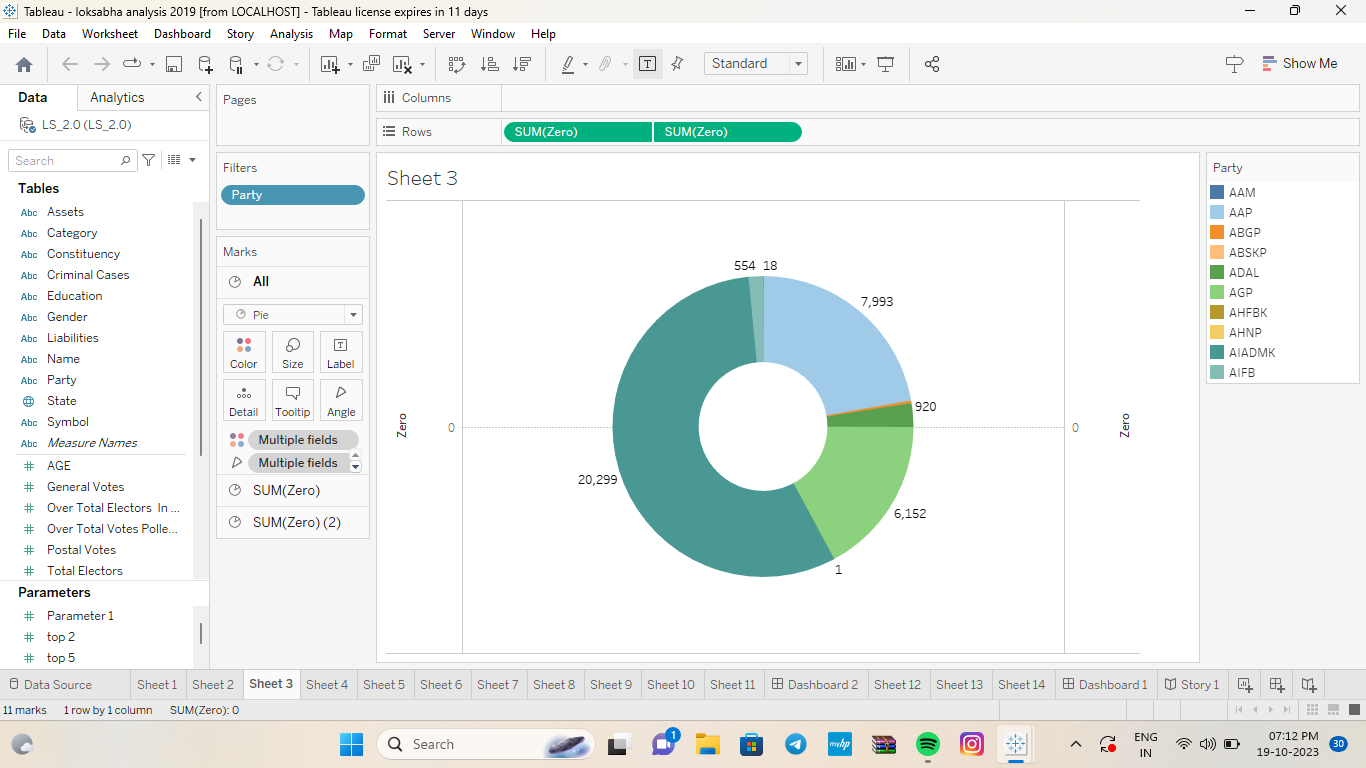 Tableau - loksabha analysis 2019 [from LOCALHOST] - Tableau license expires in 11 days
File Data Worksheet Dashboard Story Analysis Map Format Server Window Help
Standard
Show Me
Data Analytics
LS_2.0 (LS_2.0)
Search
Tables
Abc Assets
Abc Category
Abc Constituency
Abc Criminal Cases
Abc Education
Abc Gender
Abc Liabilities
Abc Name
Abc Party
State
Abc Symbol
Abc Measure Names
# AGE
# General Votes
# Over Total Electors In ...
# Over Total Votes Polle...
# Postal Votes
# Total Electors
Parameters
# Parameter 1
# top 2
# top 5
Pages
Filters
Party
Marks
All
Pie
Color Size Label
Detail Tooltip Angle
Multiple fields
Multiple fields
SUM(Zero)
SUM(Zero) (2)
Columns
Rows SUM(Zero) SUM(Zero)
Sheet 3
554 18
7,993
920
Zero 0 0 Zero
20,299
6,152
1
Party
AAM
AAP
ABGP
ABSKP
ADAL
AGP
AHFBK
AHNP
AIADMK
AIFB
Data Source Sheet 1 Sheet 2 Sheet 3 Sheet 4 Sheet 5 Sheet 6 Sheet 7 Sheet 8 Sheet 9 Sheet 10 Sheet 11 Dashboard 2 Sheet 12 Sheet 13 Sheet 14 Dashboard 1 Story 1
11 marks 1 row by 1 column SUM(Zero): 0
Search
1
myhp
ENG
IN
07:12 PM
19-10-2023
30